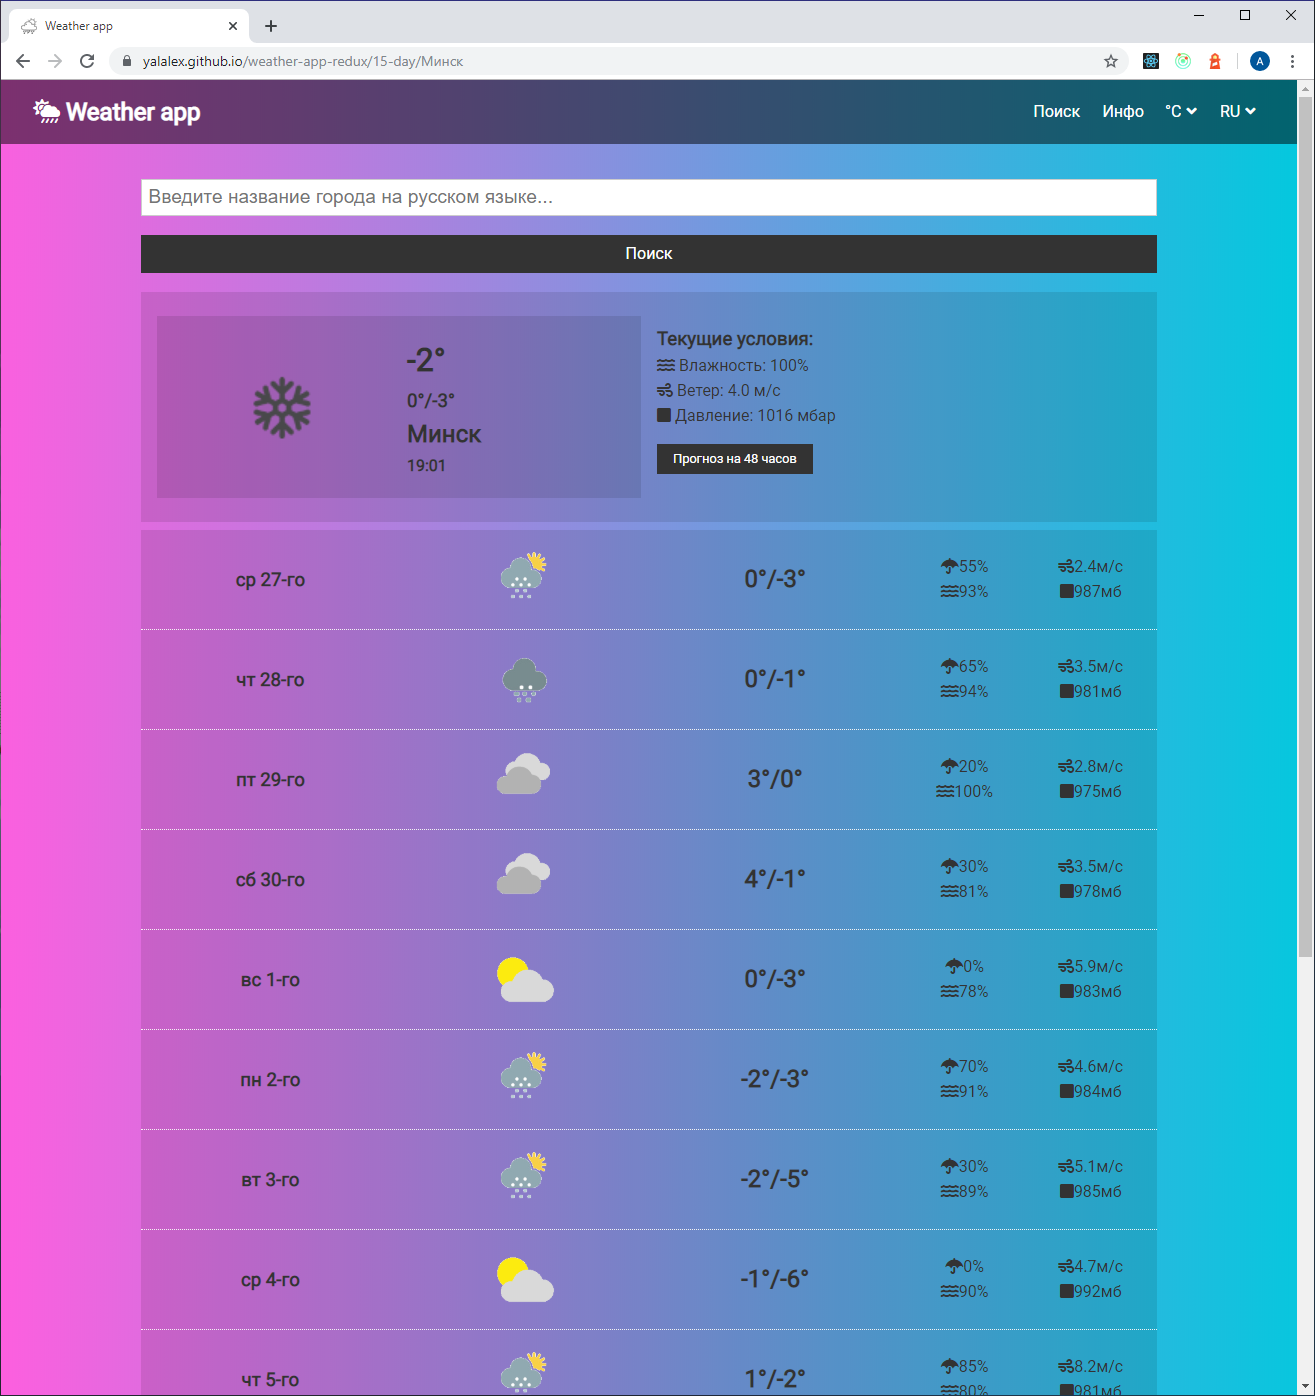 Weather app
yalalex.github.io/weather-app-redux/15-day/Минск
A
Weather app
Поиск Инфо °C RU
Введите название города на русском языке...
Поиск
-2°
0°/-3°
Минск
19:01
Текущие условия:
Влажность: 100%
Ветер: 4.0 м/с
Давление: 1016 мбар
Прогноз на 48 часов
ср 27-го 0°/-3° 55% 2.4м/с
93% 987мб
чт 28-го 0°/-1° 65% 3.5м/с
94% 981мб
пт 29-го 3°/0° 20% 2.8м/с
100% 975мб
сб 30-го 4°/-1° 30% 3.5м/с
81% 978мб
вс 1-го 0°/-3° 0% 5.9м/с
78% 983мб
пн 2-го -2°/-3° 70% 4.6м/с
91% 984мб
вт 3-го -2°/-5° 30% 5.1м/с
89% 985мб
ср 4-го -1°/-6° 0% 4.7м/с
90% 992мб
чт 5-го 1°/-2° 85% 8.2м/с
80% 981мб